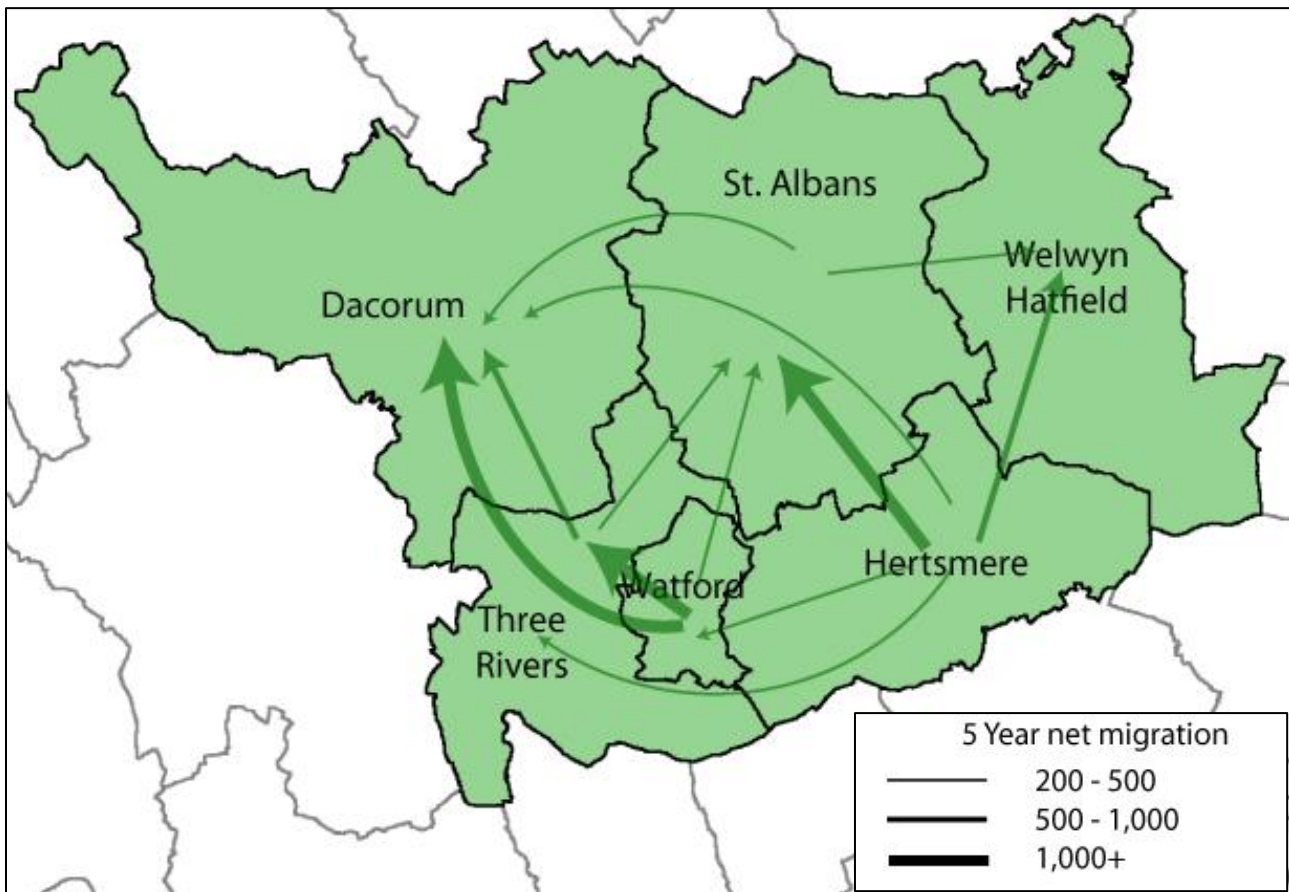 St. Albans
Welwyn
Hatfield
Dacorum
Hertsmere
Watford
Three
Rivers
5 Year net migration
200 - 500
500 - 1,000
1,000+